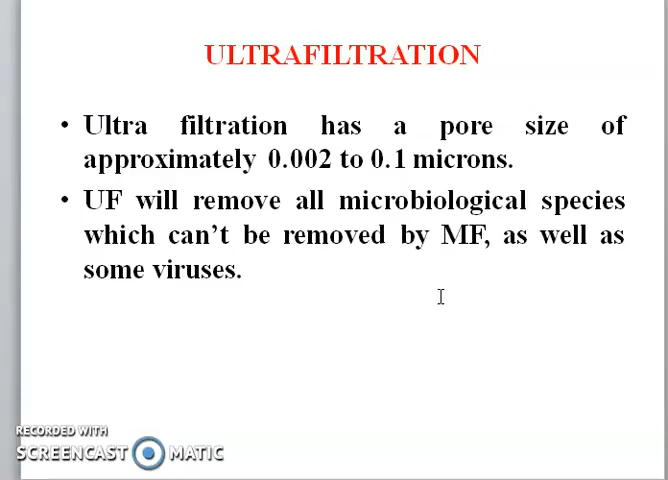 ULTRAFILTRATION
• Ultra filtration has a pore size of
approximately 0.002 to 0.1 microns.
• UF will remove all microbiological species
which can't be removed by MF, as well as
some viruses.
RECORDED WITH
SCREENCAST MATIC